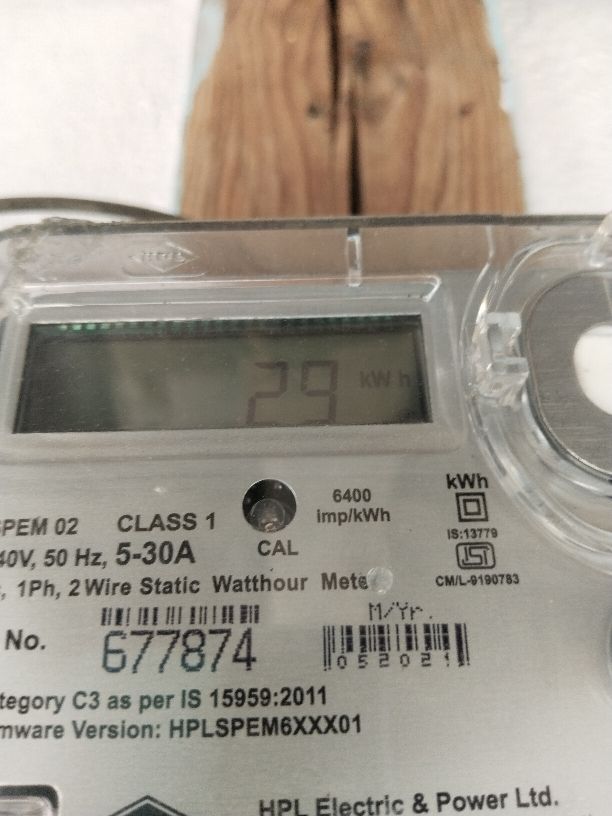 29 kWh
SPEM 02 CLASS 1
6400
imp/kWh
kWh
40V, 50 Hz, 5-30A
CAL
IS:13779
ISI
CM/L-9190783
, 1Ph, 2 Wire Static Watthour Mete
M/Yr.
No. 677874
052021
tegory C3 as per IS 15959:2011
mware Version: HPLSPEM6XXX01
HPL Electric & Power Ltd.